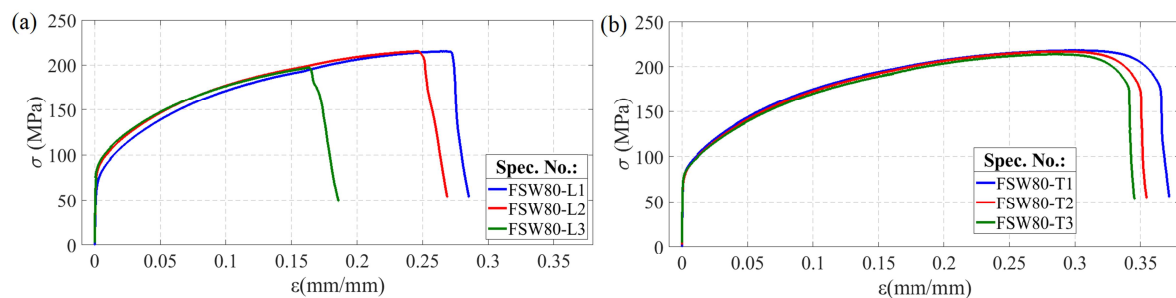 (a)
250
200
150
100
50
0
σ (MPa)
0 0.05 0.1 0.15 0.2 0.25 0.3 0.35
ε(mm/mm)
Spec. No.:
FSW80-L1
FSW80-L2
FSW80-L3
(b)
250
200
150
100
50
0
σ (MPa)
0 0.05 0.1 0.15 0.2 0.25 0.3 0.35
ε(mm/mm)
Spec. No.:
FSW80-T1
FSW80-T2
FSW80-T3